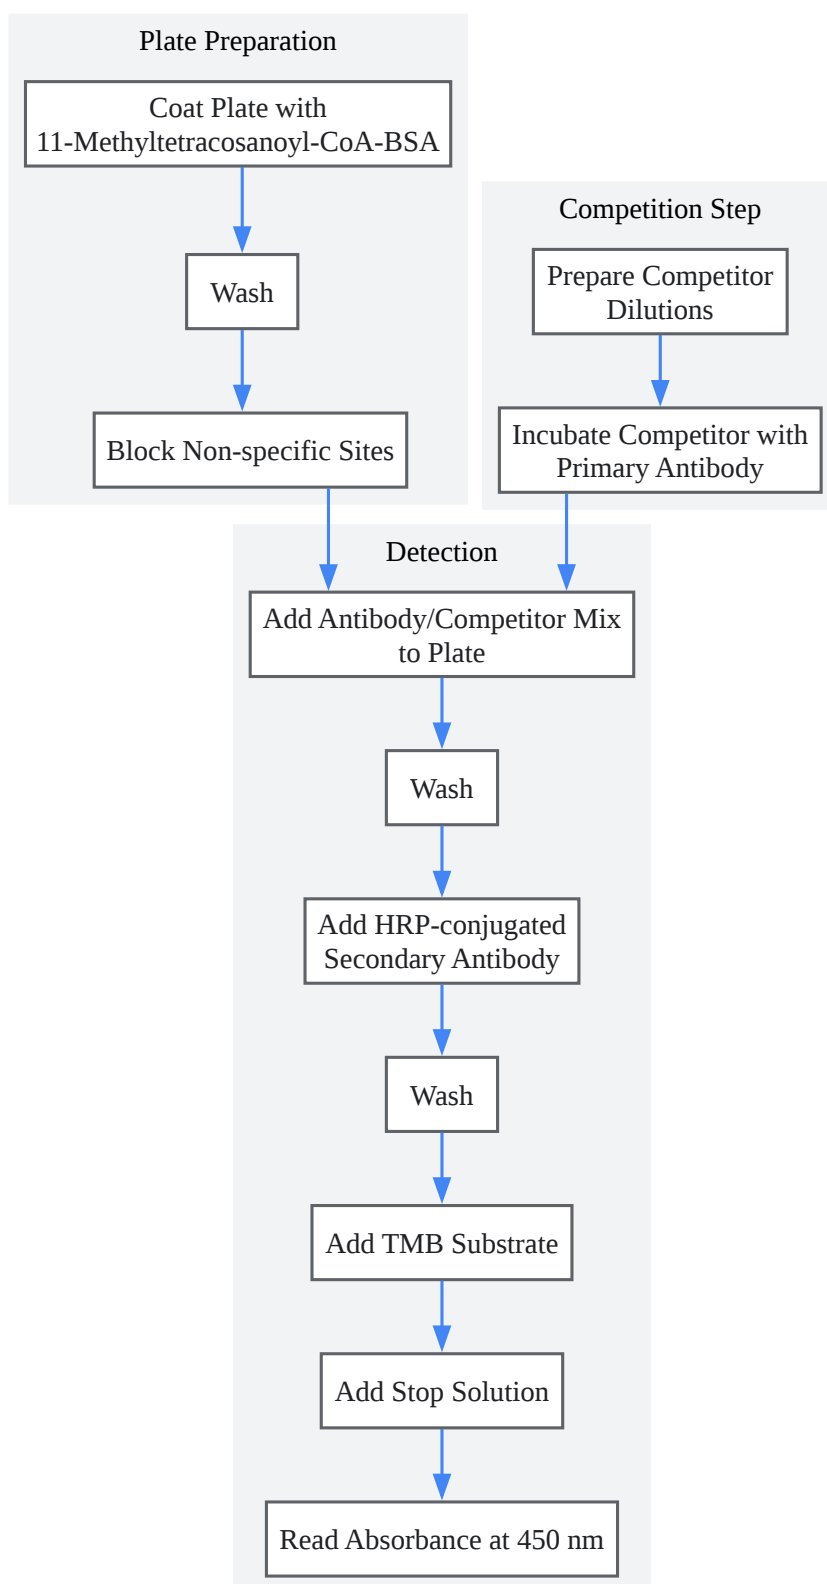 Plate Preparation
Coat Plate with
11-Methyltetracosanoyl-CoA-BSA
Wash
Block Non-specific Sites
Competition Step
Prepare Competitor
Dilutions
Incubate Competitor with
Primary Antibody
Detection
Add Antibody/Competitor Mix
to Plate
Wash
Add HRP-conjugated
Secondary Antibody
Wash
Add TMB Substrate
Add Stop Solution
Read Absorbance at 450 nm